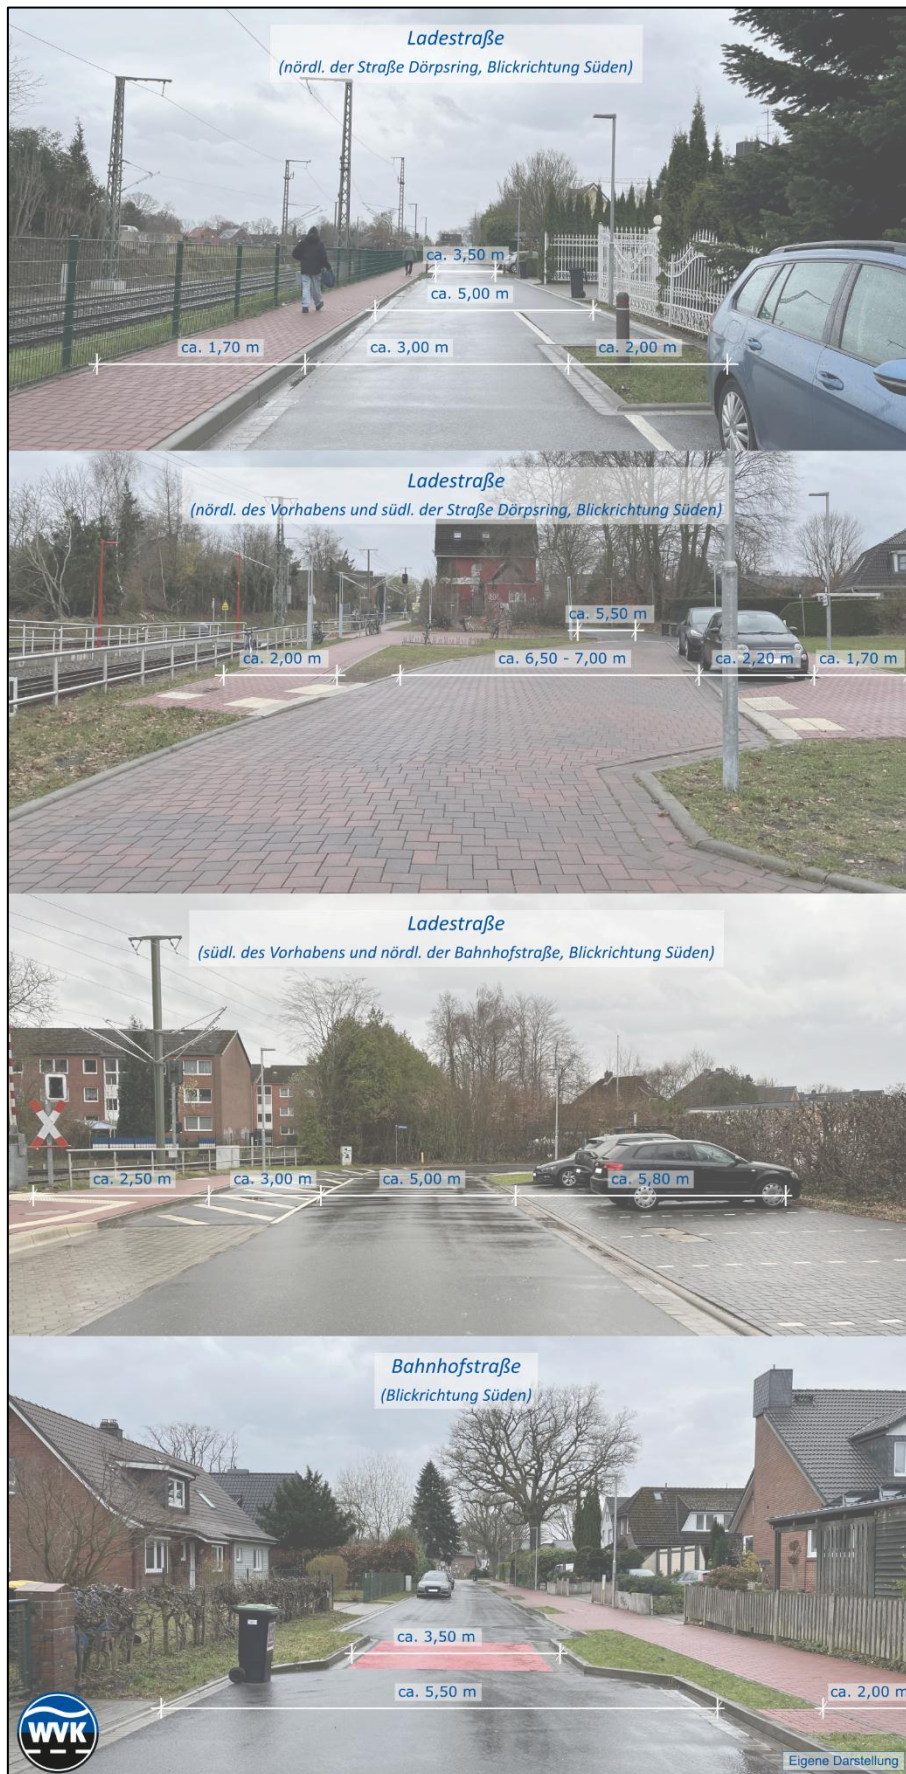 Ladestraße
(nördl. der Straße Dörpsring, Blickrichtung Süden)
ca. 3,50 m
ca. 5,00 m
ca. 1,70 m
ca. 3,00 m
ca. 2,00 m
Ladestraße
(nördl. des Vorhabens und südl. der Straße Dörpsring, Blickrichtung Süden)
ca. 5,50 m
ca. 2,00 m
ca. 6,50 - 7,00 m
ca. 2,20 m
ca. 1,70 m
Ladestraße
(südl. des Vorhabens und nördl. der Bahnhofstraße, Blickrichtung Süden)
ca. 2,50 m
ca. 3,00 m
ca. 5,00 m
ca. 5,80 m
Bahnhofstraße
(Blickrichtung Süden)
ca. 3,50 m
ca. 5,50 m
ca. 2,00 m
WVK
Eigene Darstellung